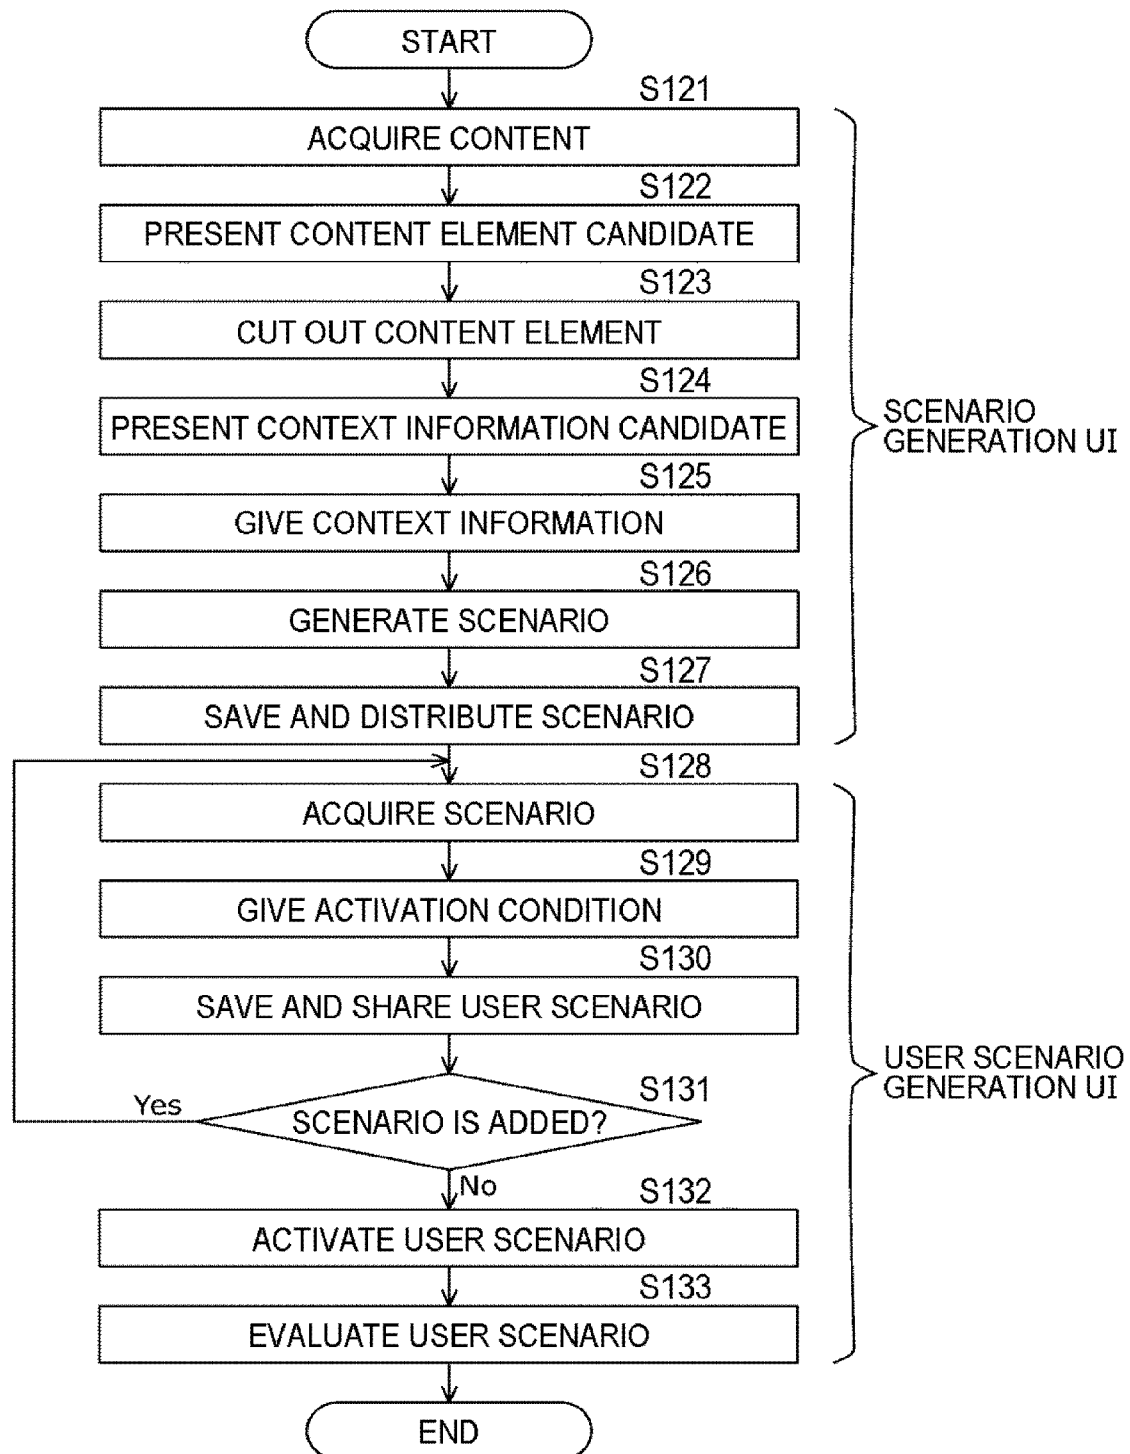 START
S121
ACQUIRE CONTENT
S122
PRESENT CONTENT ELEMENT CANDIDATE
S123
CUT OUT CONTENT ELEMENT
S124
PRESENT CONTEXT INFORMATION CANDIDATE
SCENARIO
GENERATION UI
S125
GIVE CONTEXT INFORMATION
S126
GENERATE SCENARIO
S127
SAVE AND DISTRIBUTE SCENARIO
S128
ACQUIRE SCENARIO
S129
GIVE ACTIVATION CONDITION
S130
SAVE AND SHARE USER SCENARIO
USER SCENARIO
GENERATION UI
S131
Yes
SCENARIO IS ADDED?
No
S132
ACTIVATE USER SCENARIO
S133
EVALUATE USER SCENARIO
END